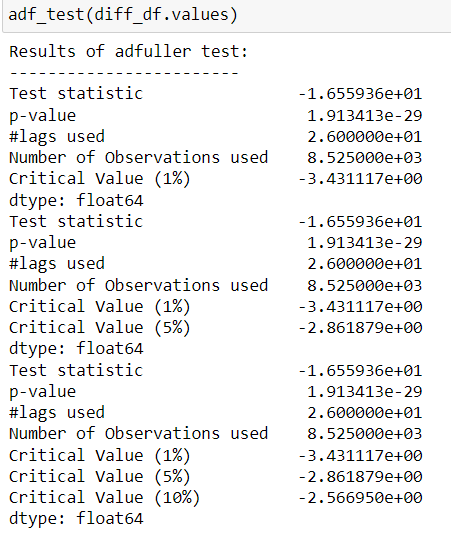 adf_test(diff_df.values)
Results of adfuller test:
------------------------
Test statistic -1.655936e+01
p-value 1.913413e-29
#lags used 2.600000e+01
Number of Observations used 8.525000e+03
Critical Value (1%) -3.431117e+00
dtype: float64
Test statistic -1.655936e+01
p-value 1.913413e-29
#lags used 2.600000e+01
Number of Observations used 8.525000e+03
Critical Value (1%) -3.431117e+00
Critical Value (5%) -2.861879e+00
dtype: float64
Test statistic -1.655936e+01
p-value 1.913413e-29
#lags used 2.600000e+01
Number of Observations used 8.525000e+03
Critical Value (1%) -3.431117e+00
Critical Value (5%) -2.861879e+00
Critical Value (10%) -2.566950e+00
dtype: float64